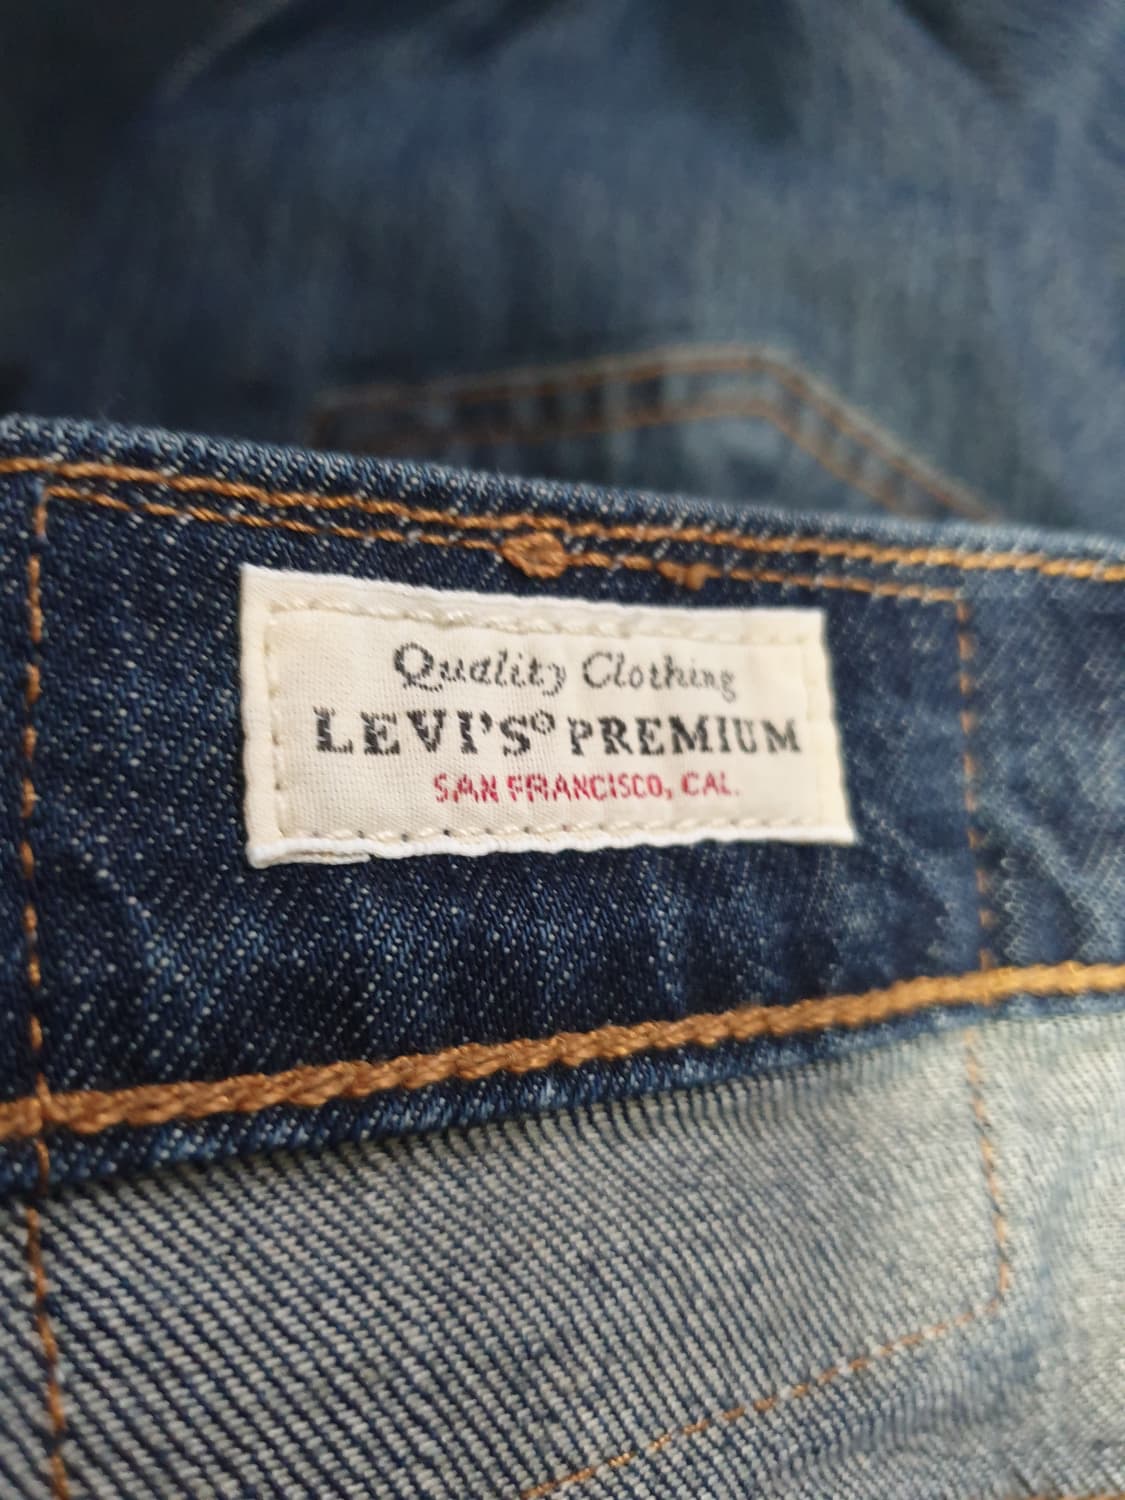 Quality Clothing
LEVI'S® PREMIUM
SAN FRANCISCO, CAL.